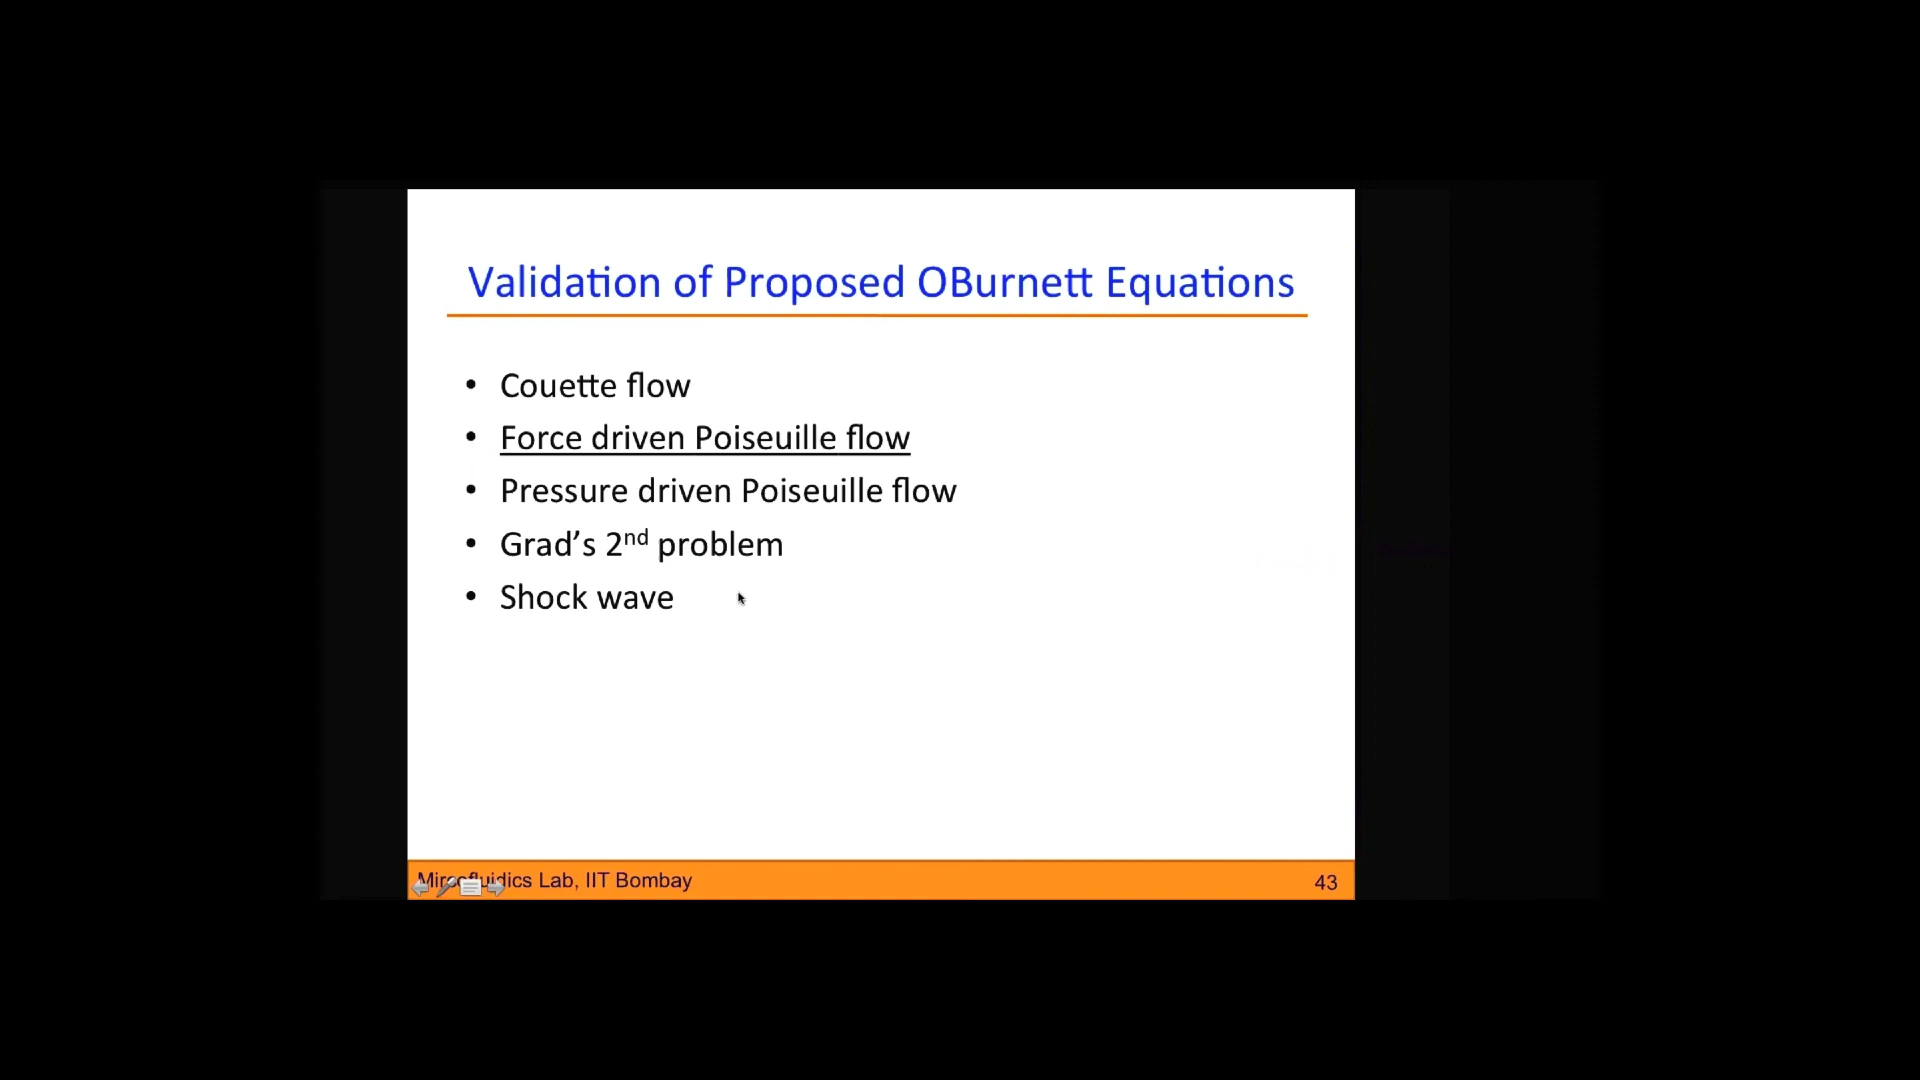 Validation of Proposed OBurnett Equations
• Couette flow
• Force driven Poiseuille flow
• Pressure driven Poiseuille flow
• Grad's 2nd problem
• Shock wave
Mircofluidics Lab, IIT Bombay
43